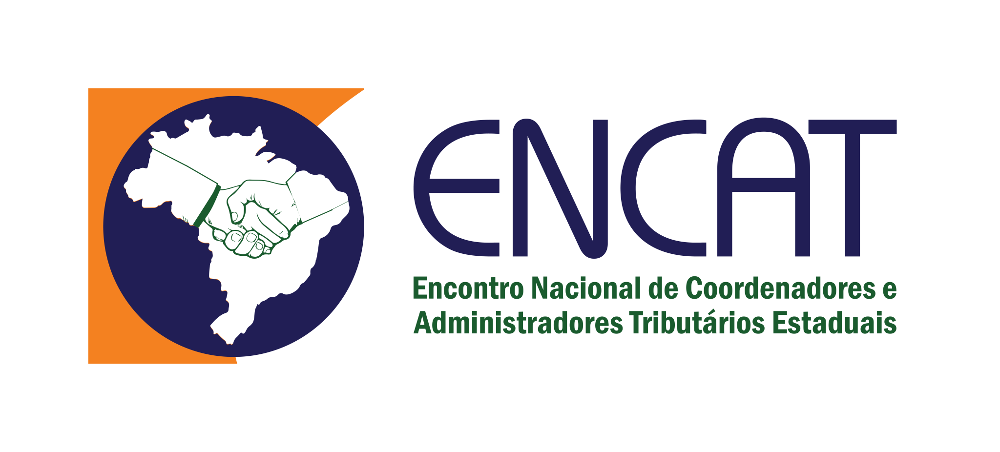 ENCAT
Encontro Nacional de Coordenadores e
Administradores Tributários Estaduais